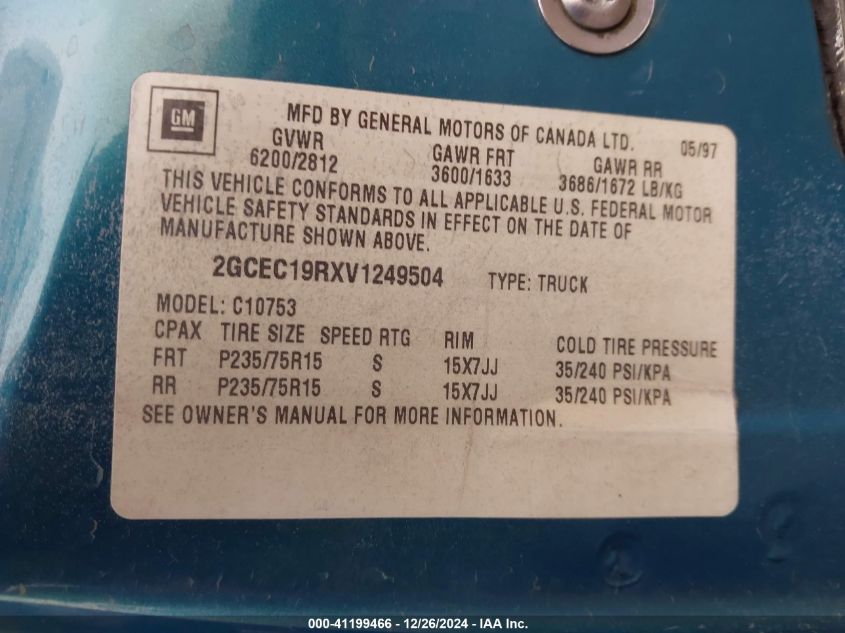 GM
MFD BY GENERAL MOTORS OF CANADA LTD. 05/97
GVWR GAWR FRT GAWR RR
6200/2812 3600/1633 3686/1672 LB/KG
THIS VEHICLE CONFORMS TO ALL APPLICABLE U.S. FEDERAL MOTOR
VEHICLE SAFETY STANDARDS IN EFFECT ON THE DATE OF
MANUFACTURE SHOWN ABOVE.
2GCEC19RXV1249504 TYPE: TRUCK
MODEL: C10753
CPAX TIRE SIZE SPEED RTG RIM COLD TIRE PRESSURE
FRT P235/75R15 S 15X7JJ 35/240 PSI/KPA
RR P235/75R15 S 15X7JJ 35/240 PSI/KPA
SEE OWNER'S MANUAL FOR MORE INFORMATION.
000-41199466 - 12/26/2024 - IAA Inc.